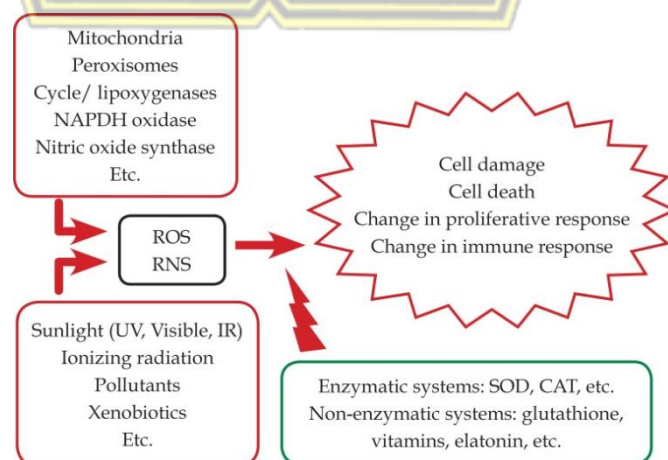 Mitochondria
Peroxisomes
Cycle/ lipoxygenases
NAPDH oxidase
Nitric oxide synthase
Etc.
ROS
RNS
Sunlight (UV, Visible, IR)
Ionizing radiation
Pollutants
Xenobiotics
Etc.
Cell damage
Cell death
Change in proliferative response
Change in immune response
Enzymatic systems: SOD, CAT, etc.
Non-enzymatic systems: glutathione,
vitamins, elatonin, etc.